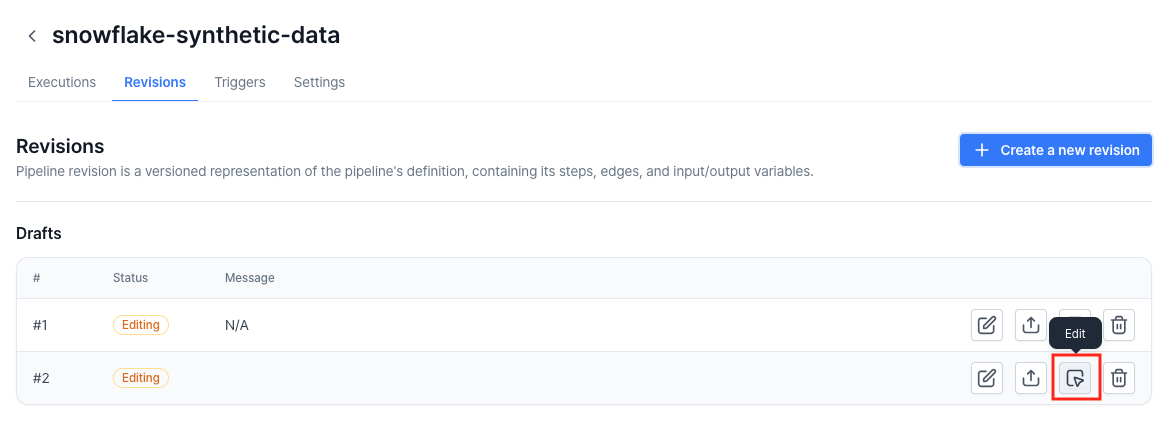 snowflake-synthetic-data
Executions Revisions Triggers Settings
Revisions
Create a new revision
Pipeline revision is a versioned representation of the pipeline's definition, containing its steps, edges, and input/output variables.
Drafts
# Status Message
#1 Editing N/A
Edit
#2 Editing